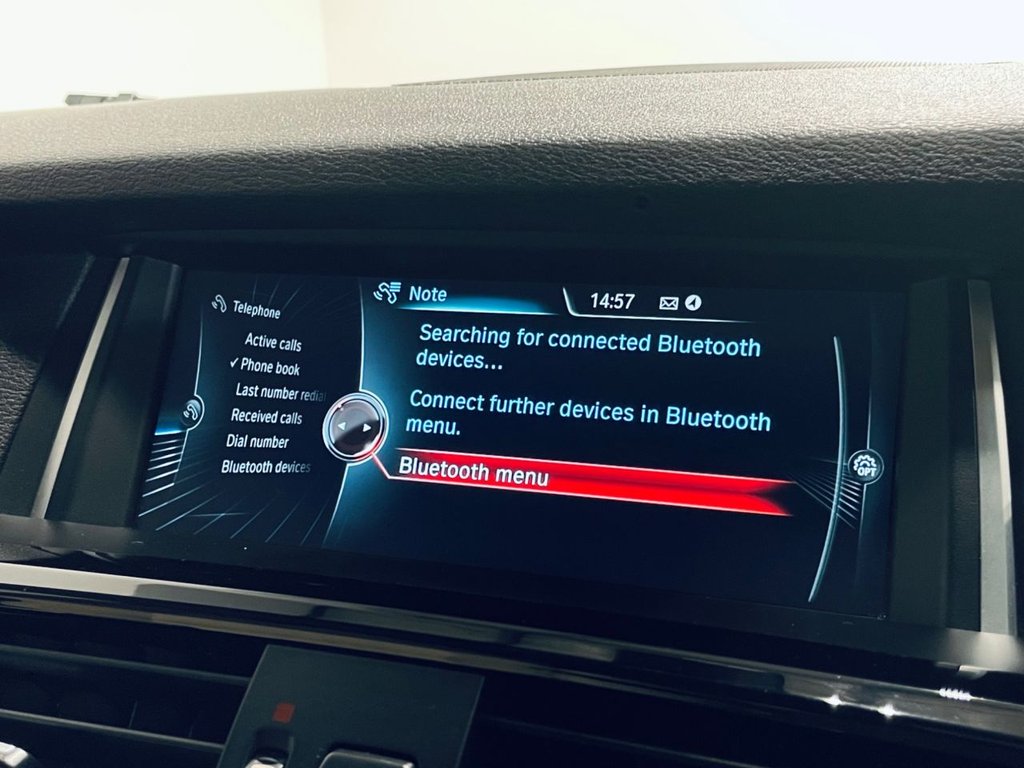 Telephone
Active calls
Phone book
Last number redial
Received calls
Dial number
Bluetooth devices
Note
14:57
Searching for connected Bluetooth
devices...
Connect further devices in Bluetooth
menu.
Bluetooth menu
OPT